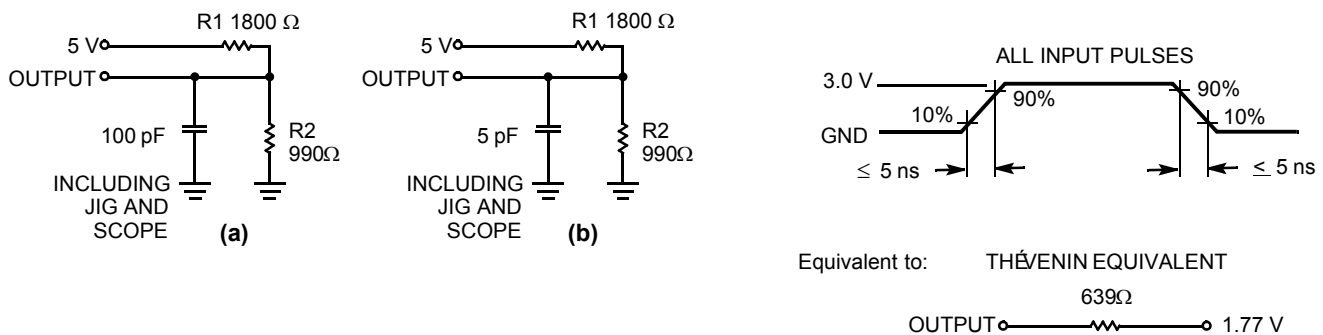 R1 1800 Ω
5 V
OUTPUT
100 pF
R2
990Ω
INCLUDING
JIG AND
SCOPE
(a)
R1 1800 Ω
5 V
OUTPUT
5 pF
R2
990Ω
INCLUDING
JIG AND
SCOPE
(b)
ALL INPUT PULSES
3.0 V
90%
90%
10%
10%
GND
≤ 5 ns
≤ 5 ns
Equivalent to: THÉVENIN EQUIVALENT
639Ω
OUTPUT
1.77 V